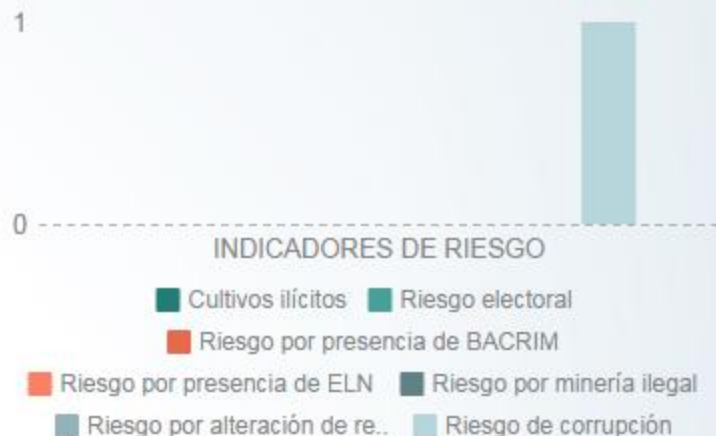 1
0
INDICADORES DE RIESGO
Cultivos ilícitos Riesgo electoral
Riesgo por presencia de BACRIM
Riesgo por presencia de ELN Riesgo por minería ilegal
Riesgo por alteración de re.. Riesgo de corrupción